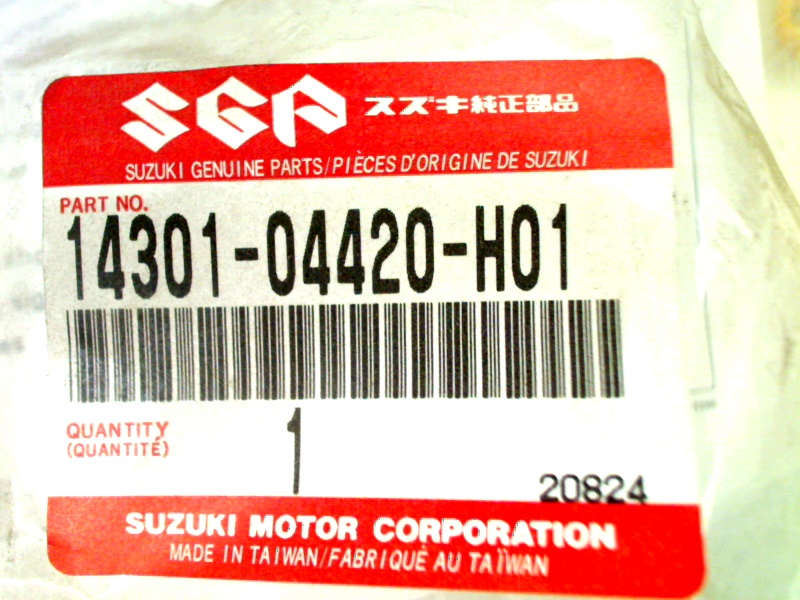 SGP スズキ純正部品
SUZUKI GENUINE PARTS/PIÈCES D'ORIGINE DE SUZUKI
PART NO.
14301-04420-H01
QUANTITY
(QUANTITÉ)
1
20824
SUZUKI MOTOR CORPORATION
MADE IN TAIWAN/FABRIQUÉ AU TAÏWAN